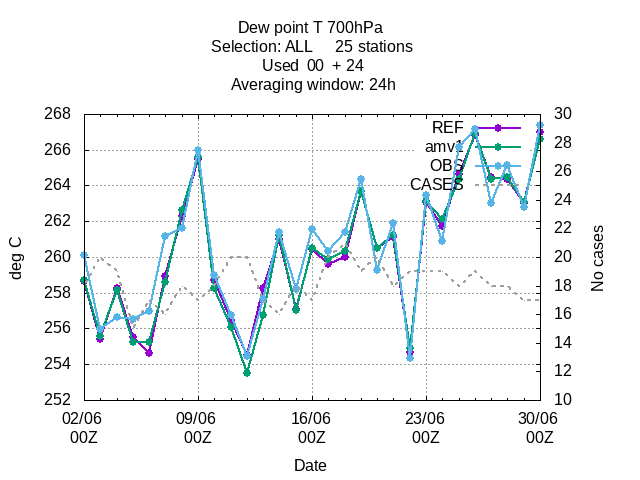 Dew point T 700hPa
Selection: ALL 25 stations
Used 00 + 24
Averaging window: 24h
268
266
264
262
260
258
256
254
252
deg C
30
28
26
24
22
20
18
16
14
12
10
No cases
REF
amv1
OBS
CASES
02/06 09/06 16/06 23/06 30/06
00Z 00Z 00Z 00Z 00Z
Date